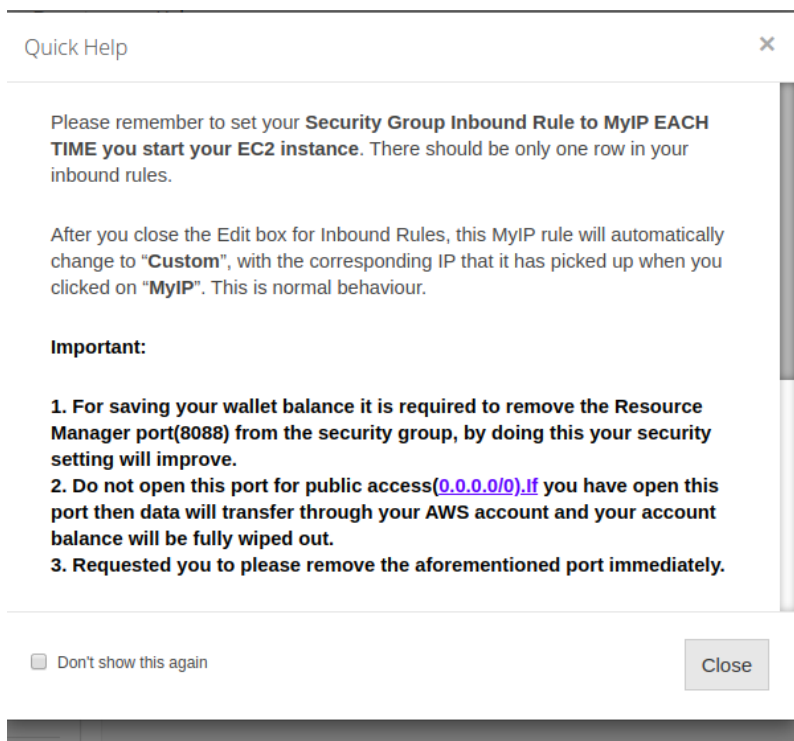 Quick Help
×
Please remember to set your Security Group Inbound Rule to MyIP EACH
TIME you start your EC2 instance. There should be only one row in your
inbound rules.
After you close the Edit box for Inbound Rules, this MyIP rule will automatically
change to “Custom”, with the corresponding IP that it has picked up when you
clicked on “MyIP”. This is normal behaviour.
Important:
1. For saving your wallet balance it is required to remove the Resource
Manager port(8088) from the security group, by doing this your security
setting will improve.
2. Do not open this port for public access(0.0.0.0/0).If you have open this
port then data will transfer through your AWS account and your account
balance will be fully wiped out.
3. Requested you to please remove the aforementioned port immediately.
Don't show this again
Close